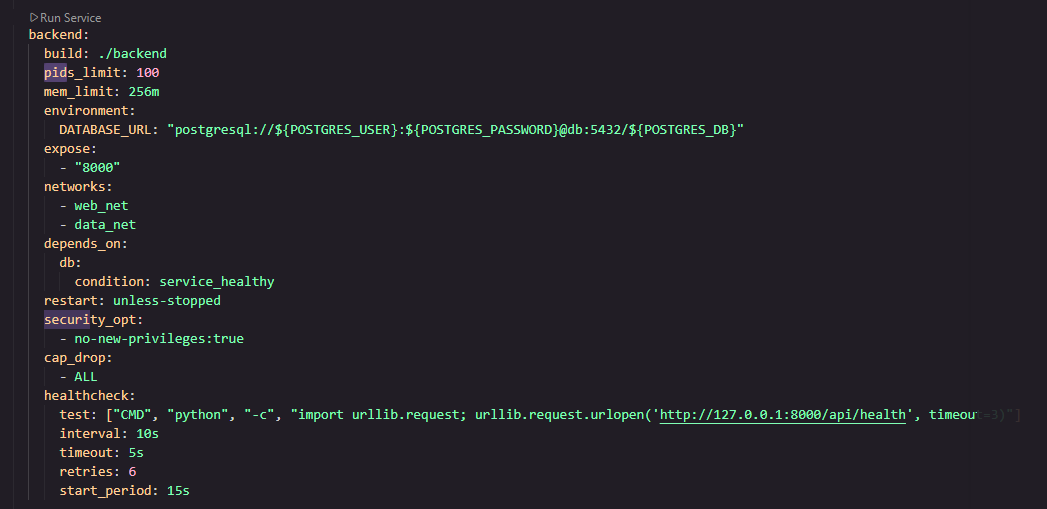 Run Service
backend:
build: ./backend
pids_limit: 100
mem_limit: 256m
environment:
DATABASE_URL: "postgresql://${POSTGRES_USER}:${POSTGRES_PASSWORD}@db:5432/${POSTGRES_DB}"
expose:
- "8000"
networks:
- web_net
- data_net
depends_on:
db:
condition: service_healthy
restart: unless-stopped
security_opt:
- no-new-privileges:true
cap_drop:
- ALL
healthcheck:
test: ["CMD", "python", "-c", "import urllib.request; urllib.request.urlopen('http://127.0.0.1:8000/api/health', timeout=3)"]
interval: 10s
timeout: 5s
retries: 6
start_period: 15s